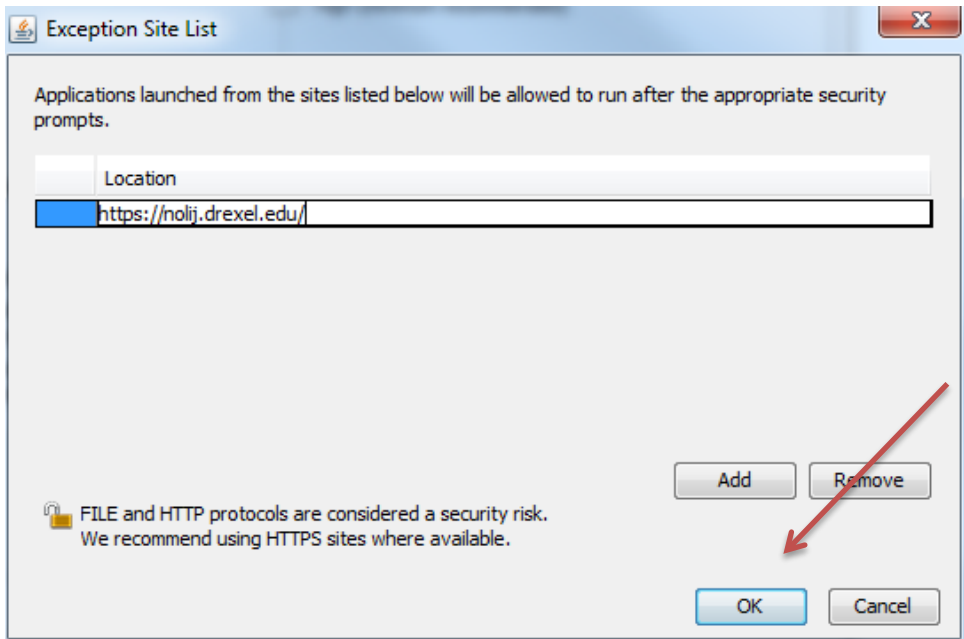 Exception Site List
Applications launched from the sites listed below will be allowed to run after the appropriate security
prompts.
Location
https://nolij.drexel.edu/
Add
Remove
FILE and HTTP protocols are considered a security risk.
We recommend using HTTPS sites where available.
OK
Cancel